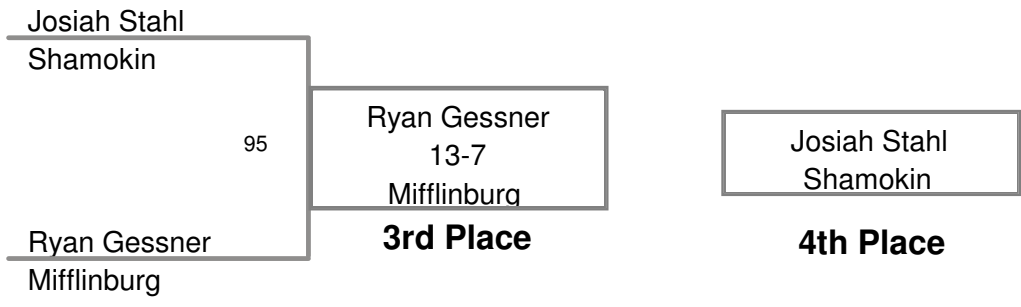 Josiah Stahl
Shamokin
95
Ryan Gessner
Mifflinburg
Ryan Gessner
13-7
Mifflinburg
3rd Place
Josiah Stahl
Shamokin
4th Place